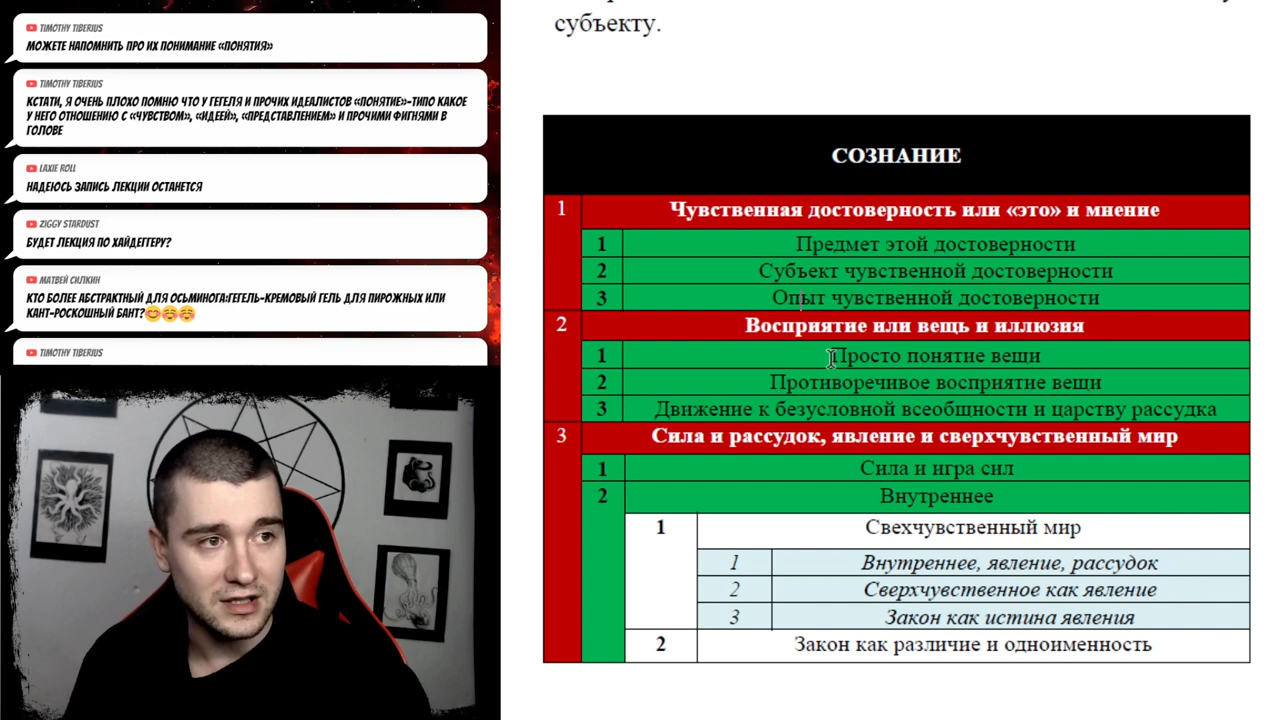 TIMOTHY TIBERIUS
МОЖЕТЕ НАПОМНИТЬ ПРО ИХ ПОНИМАНИЕ «ПОНЯТИЯ»
TIMOTHY TIBERIUS
КСТАТИ, Я ОЧЕНЬ ПЛОХО ПОМНЮ ЧТО У ГЕГЕЛЯ И ПРОЧИХ ИДЕАЛИСТОВ «ПОНЯТИЕ»-ТИПО КАКОЕ
У НЕГО ОТНОШЕНИЮ С «ЧУВСТВОМ», «ИДЕЕЙ», «ПРЕДСТАВЛЕНИЕМ» И ПРОЧИМИ ФИГНЯМИ В
ГОЛОВЕ
LAXIE ROLL
НАДЕЮСЬ ЗАПИСЬ ЛЕКЦИИ ОСТАНЕТСЯ
ZIGGY STARDUST
БУДЕТ ЛЕКЦИЯ ПО ХАЙДЕГГЕРУ?
МАТВЕЙ СИЛКИН
КТО БОЛЕЕ АБСТРАКТНЫЙ ДЛЯ ОСЬМИНОГА:ГЕГЕЛЬ-КРЕМОВЫЙ ГЕЛЬ ДЛЯ ПИРОЖНЫХ ИЛИ
КАНТ-РОСКОШНЫЙ БАНТ?😊☺️☺️
TIMOTHY TIBERIUS
субъекту.
СОЗНАНИЕ
1 Чувственная достоверность или «это» и мнение
1 Предмет этой достоверности
2 Субъект чувственной достоверности
3 Опыт чувственной достоверности
2 Восприятие или вещь и иллюзия
1 Просто понятие вещи
2 Противоречивое восприятие вещи
3 Движение к безусловной всеобщности и царству рассудка
3 Сила и рассудок, явление и сверхчувственный мир
1 Сила и игра сил
2 Внутреннее
1 Свехчувственный мир
1 Внутреннее, явление, рассудок
2 Сверхчувственное как явление
3 Закон как истина явления
2 Закон как различие и одноименность